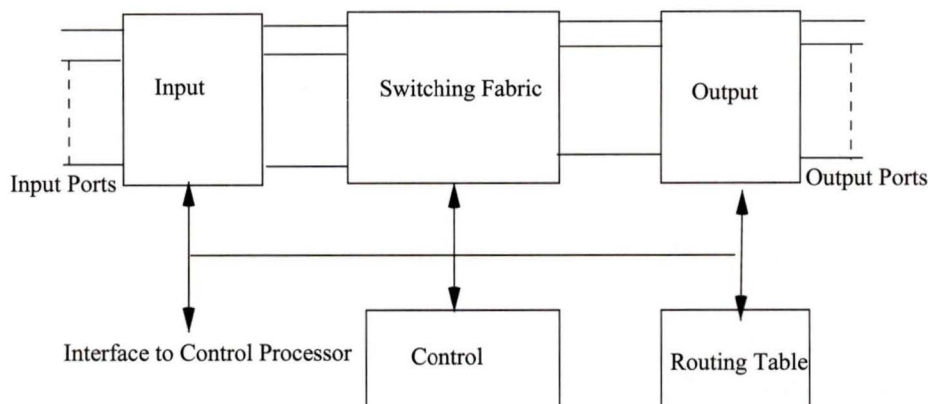 Input
Switching Fabric
Output
Input Ports
Output Ports
Interface to Control Processor
Control
Routing Table